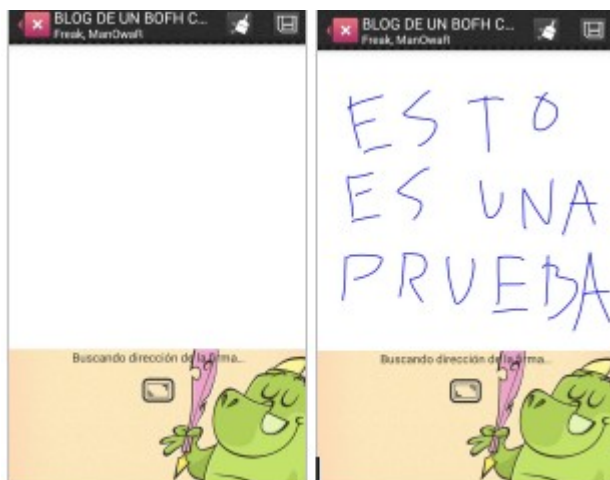 BLOG DE UN BOFH C...
Freak, ManOwaR
Buscando dirección de la firma...
BLOG DE UN BOFH C...
Freak, ManOwaR
ESTO
ES UNA
PRUEBA
Buscando dirección de la firma...